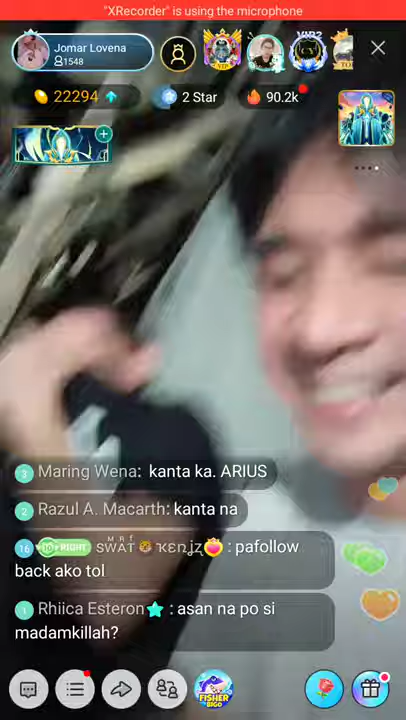 "XRecorder" is using the microphone
Jomar Lovena
1548
VIP2
22294
2 Star
90.2k
3 Maring Wena: kanta ka. ARIUS
2 Razul A. Macarth: kanta na
: pafollow
back ako tol
1 Rhiica Esteron : asan na po si
madamkillah?
FISHER
BIGO